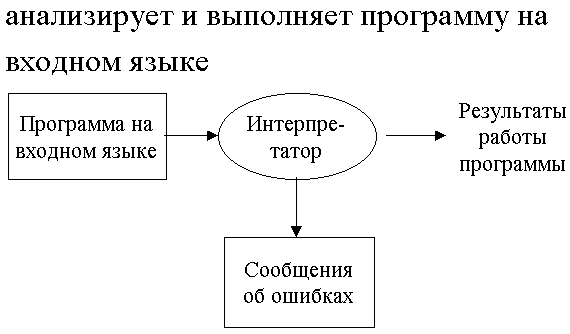 анализирует и выполняет программу на
входном языке
Программа на
входном языке
Интерпре-
татор
Результаты
работы
программы
Сообщения
об ошибках